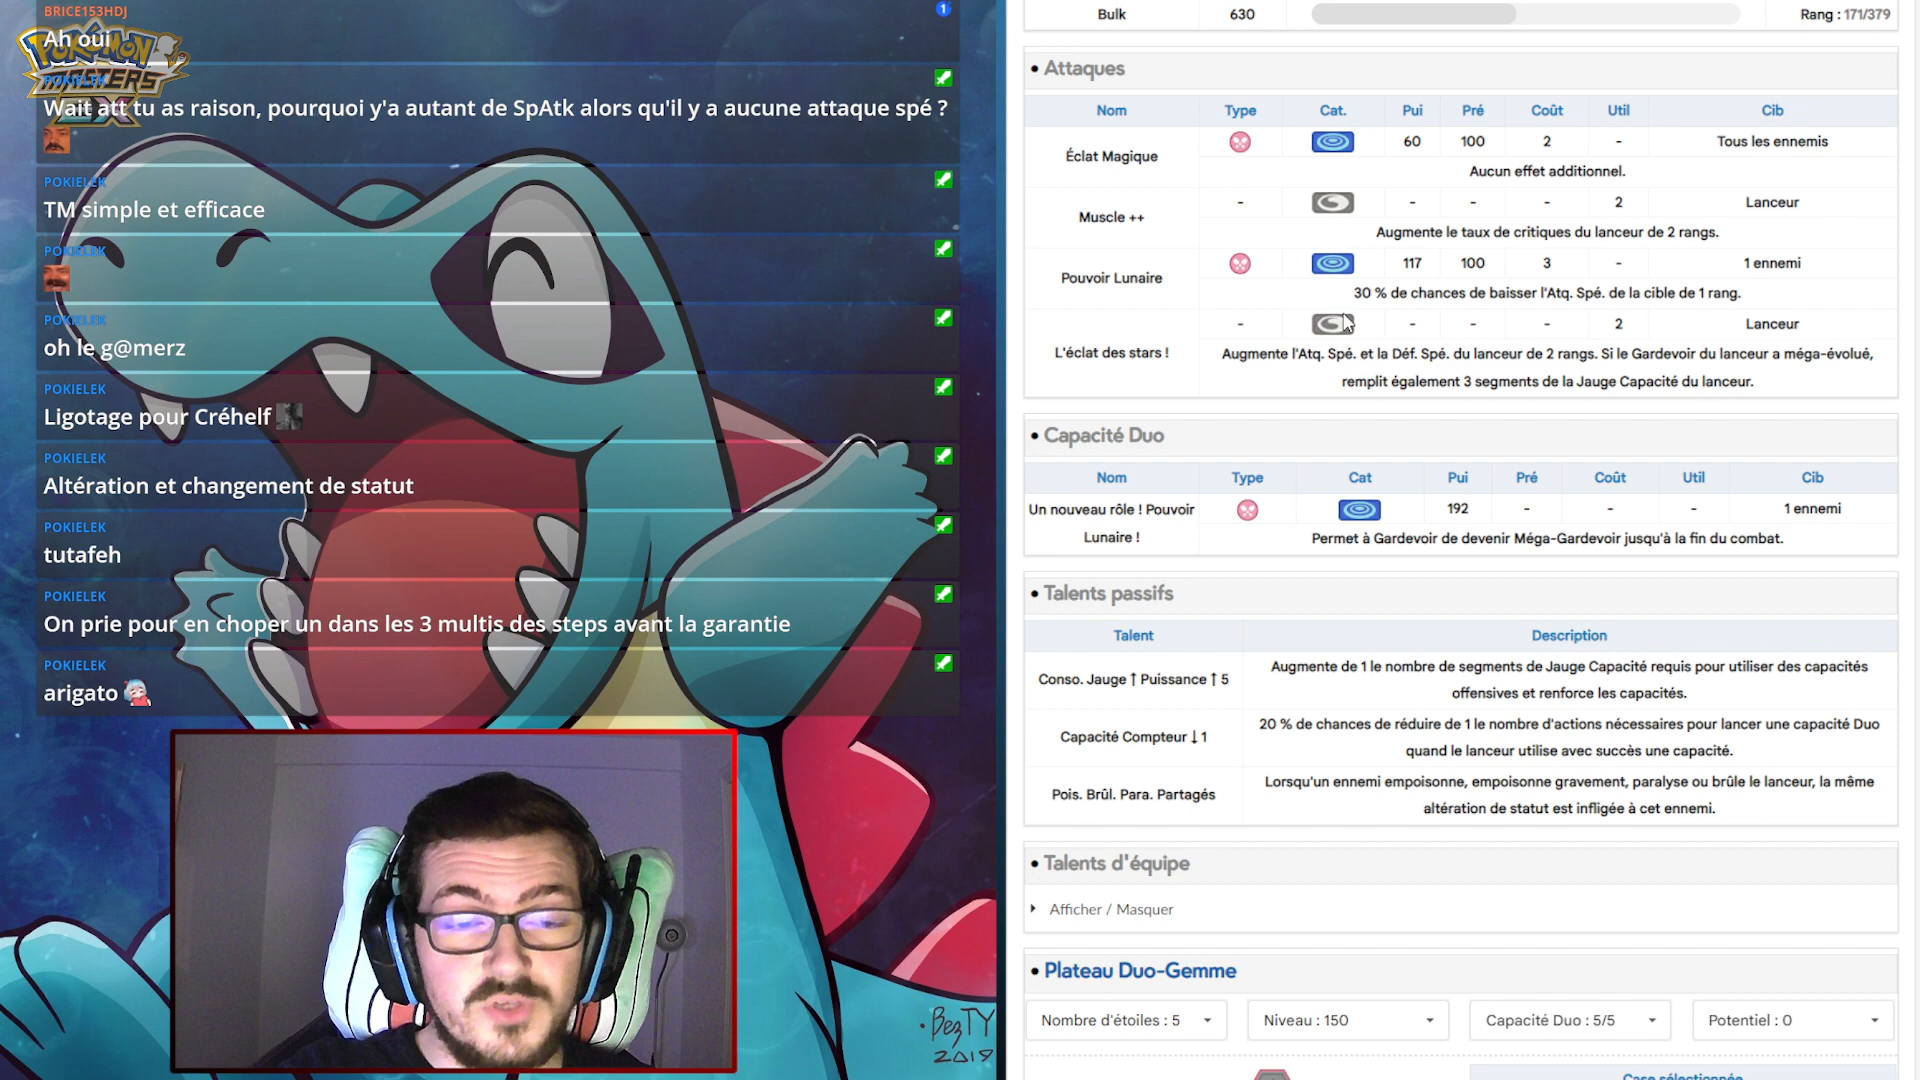 BRICE153HDJ
1
Ah oui
POKéMON
MASTERS
EX
POKIELEK
Wait att tu as raison, pourquoi y'a autant de SpAtk alors qu'il y a aucune attaque spé ?
POKIELEK
TM simple et efficace
POKIELEK
POKIELEK
oh le g@merz
POKIELEK
Ligotage pour Créhelf
POKIELEK
Altération et changement de statut
POKIELEK
tutafeh
POKIELEK
On prie pour en choper un dans les 3 multis des steps avant la garantie
POKIELEK
arigato
BezTY
2019
Bulk 630 Rang : 171/379
• Attaques
Nom Type Cat. Pui Pré Coût Util Cib
Éclat Magique 60 100 2 - Tous les ennemis
Aucun effet additionnel.
Muscle ++ - - - - 2 Lanceur
Augmente le taux de critiques du lanceur de 2 rangs.
Pouvoir Lunaire 117 100 3 - 1 ennemi
30 % de chances de baisser l'Atq. Spé. de la cible de 1 rang.
L'éclat des stars ! - - - - 2 Lanceur
Augmente l'Atq. Spé. et la Déf. Spé. du lanceur de 2 rangs. Si le Gardevoir du lanceur a méga-évolué,
remplit également 3 segments de la Jauge Capacité du lanceur.
• Capacité Duo
Nom Type Cat Pui Pré Coût Util Cib
Un nouveau rôle ! Pouvoir 192 - - - 1 ennemi
Lunaire ! Permet à Gardevoir de devenir Méga-Gardevoir jusqu'à la fin du combat.
• Talents passifs
Talent Description
Conso. Jauge ↑ Puissance ↑ 5 Augmente de 1 le nombre de segments de Jauge Capacité requis pour utiliser des capacités
offensives et renforce les capacités.
Capacité Compteur ↓ 1 20 % de chances de réduire de 1 le nombre d'actions nécessaires pour lancer une capacité Duo
quand le lanceur utilise avec succès une capacité.
Pois. Brûl. Para. Partagés Lorsqu'un ennemi empoisonne, empoisonne gravement, paralyse ou brûle le lanceur, la même
altération de statut est infligée à cet ennemi.
• Talents d'équipe
Afficher / Masquer
• Plateau Duo-Gemme
Nombre d'étoiles : 5 Niveau : 150 Capacité Duo : 5/5 Potentiel : 0
Case sélectionnée